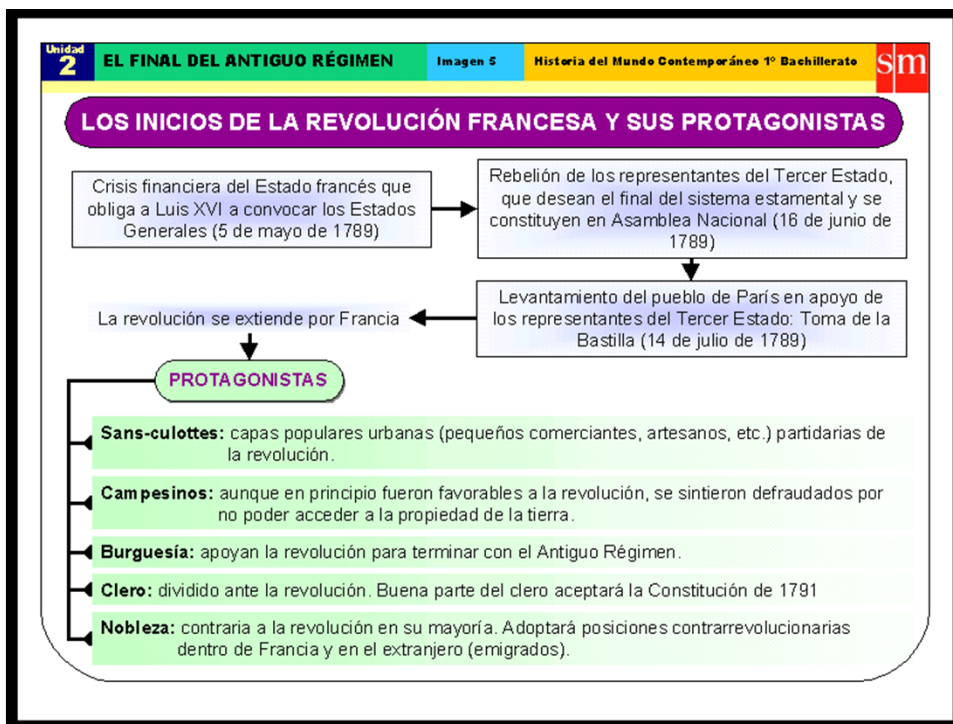 Unidad
2
EL FINAL DEL ANTIGUO RÉGIMEN
Imagen 5
Historia del Mundo Contemporáneo 1º Bachillerato
sm
LOS INICIOS DE LA REVOLUCIÓN FRANCESA Y SUS PROTAGONISTAS
Crisis financiera del Estado francés que
obliga a Luis XVI a convocar los Estados
Generales (5 de mayo de 1789)
Rebelión de los representantes del Tercer Estado,
que desean el final del sistema estamental y se
constituyen en Asamblea Nacional (16 de junio de
1789)
Levantamiento del pueblo de París en apoyo de
los representantes del Tercer Estado: Toma de la
Bastilla (14 de julio de 1789)
La revolución se extiende por Francia
PROTAGONISTAS
Sans-culottes: capas populares urbanas (pequeños comerciantes, artesanos, etc.) partidarias de
la revolución.
Campesinos: aunque en principio fueron favorables a la revolución, se sintieron defraudados por
no poder acceder a la propiedad de la tierra.
Burguesía: apoyan la revolución para terminar con el Antiguo Régimen.
Clero: dividido ante la revolución. Buena parte del clero aceptará la Constitución de 1791
Nobleza: contraria a la revolución en su mayoría. Adoptará posiciones contrarrevolucionarias
dentro de Francia y en el extranjero (emigrados).